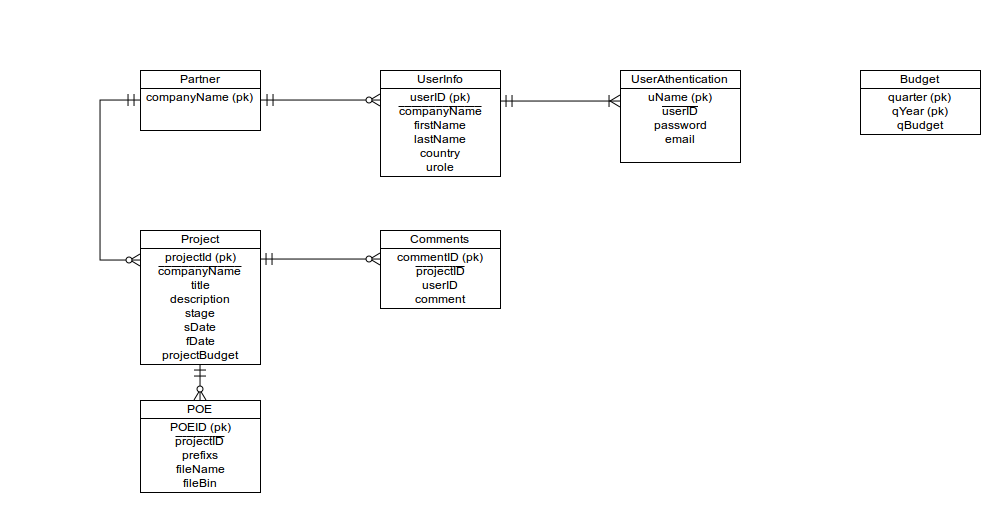 Partner
companyName (pk)
UserInfo
userID (pk)
companyName
firstName
lastName
country
urole
UserAthentication
uName (pk)
userID
password
email
Budget
quarter (pk)
qYear (pk)
qBudget
Project
projectId (pk)
companyName
title
description
stage
sDate
fDate
projectBudget
Comments
commentID (pk)
projectID
userID
comment
POE
POEID (pk)
projectID
prefixs
fileName
fileBin